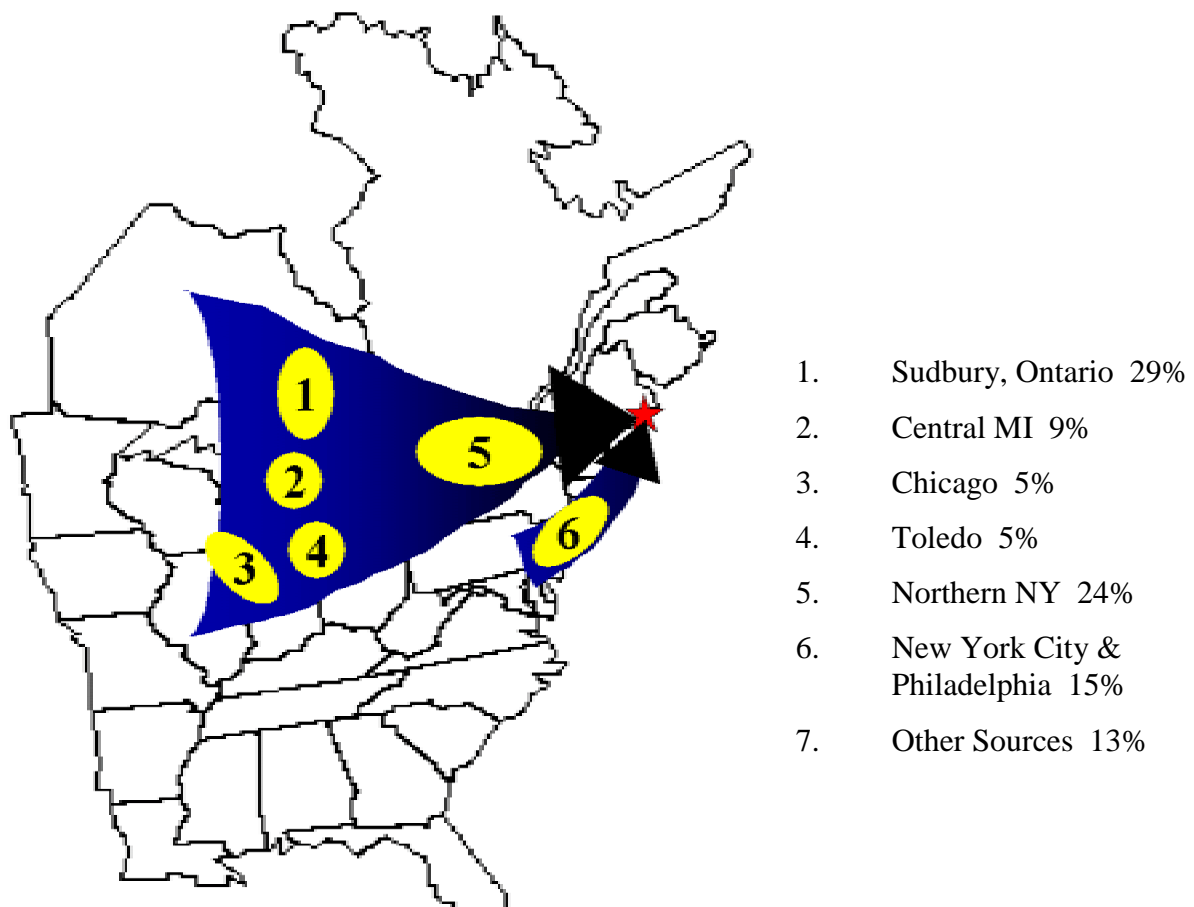 1
2
3
4
5
6
1. Sudbury, Ontario 29%
2. Central MI 9%
3. Chicago 5%
4. Toledo 5%
5. Northern NY 24%
6. New York City &
Philadelphia 15%
7. Other Sources 13%